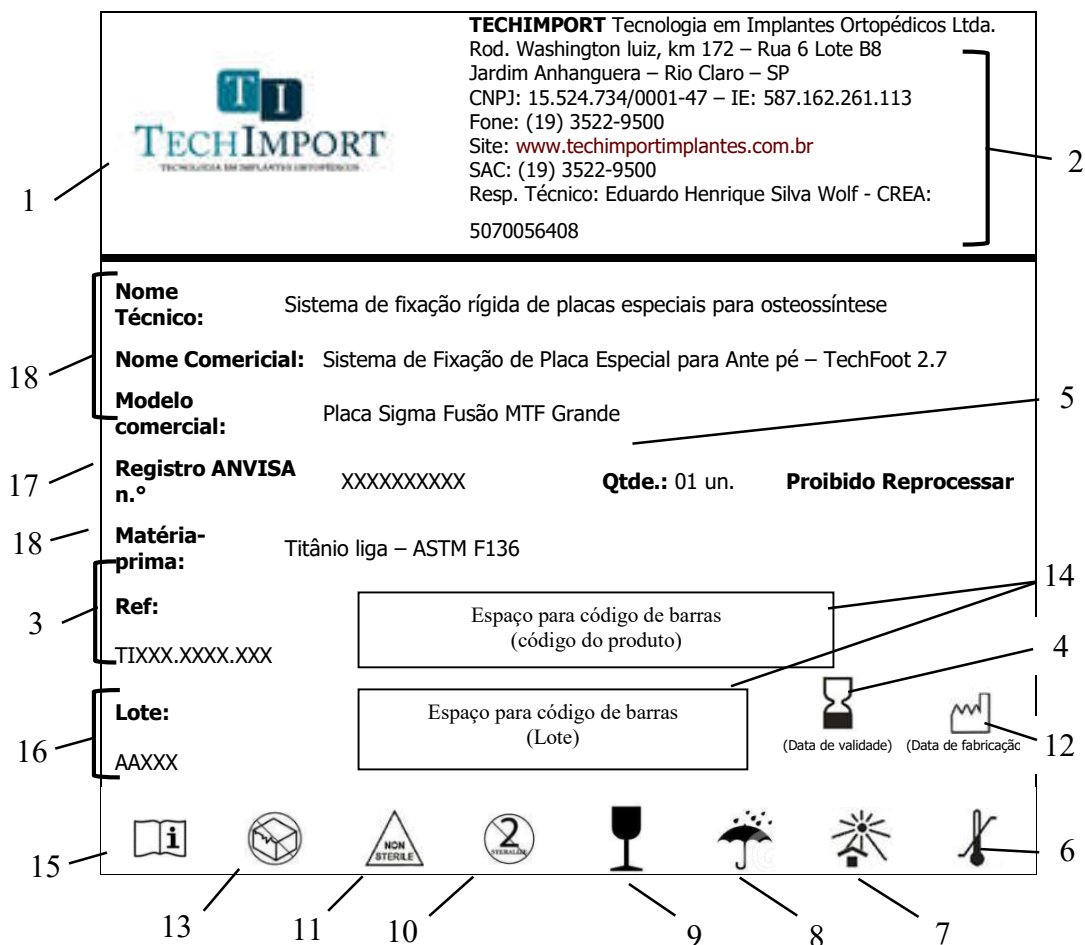 TECHIMPORT Tecnologia em Implantes Ortopédicos Ltda.
Rod. Washington luiz, km 172 – Rua 6 Lote B8
Jardim Anhanguera – Rio Claro – SP
CNPJ: 15.524.734/0001-47 – IE: 587.162.261.113
Fone: (19) 3522-9500
Site: www.techimportimplantes.com.br
SAC: (19) 3522-9500
Resp. Técnico: Eduardo Henrique Silva Wolf - CREA:
5070056408
TI
TECHIMPORT
TECNOLOGIA EM IMPLANTES ORTOPÉDICOS
1
2
Nome
Técnico:
Sistema de fixação rígida de placas especiais para osteossíntese
Nome Comericial: Sistema de Fixação de Placa Especial para Ante pé – TechFoot 2.7
18
Modelo
comercial:
Placa Sigma Fusão MTF Grande
5
Registro ANVISA
n.°
XXXXXXXXXX
Qtde.: 01 un.
Proibido Reprocessar
17
Matéria-
prima:
Titânio liga – ASTM F136
18
14
Ref:
TIXXX.XXXX.XXX
3
Espaço para código de barras
(código do produto)
4
Lote:
AAXXX
16
Espaço para código de barras
(Lote)
(Data de validade) (Data de fabricação
12
i
NON
STERILE
2
STERALIZE
15
13
11
10
9
8
7
6